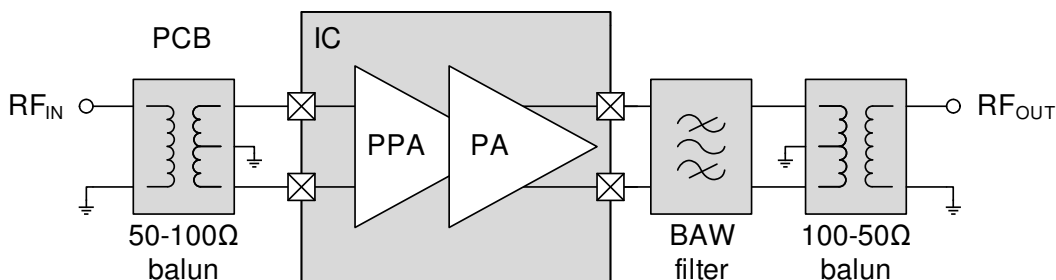 PCB
IC
RF_IN
PPA
PA
RF_OUT
50-100Ω
balun
BAW
filter
100-50Ω
balun